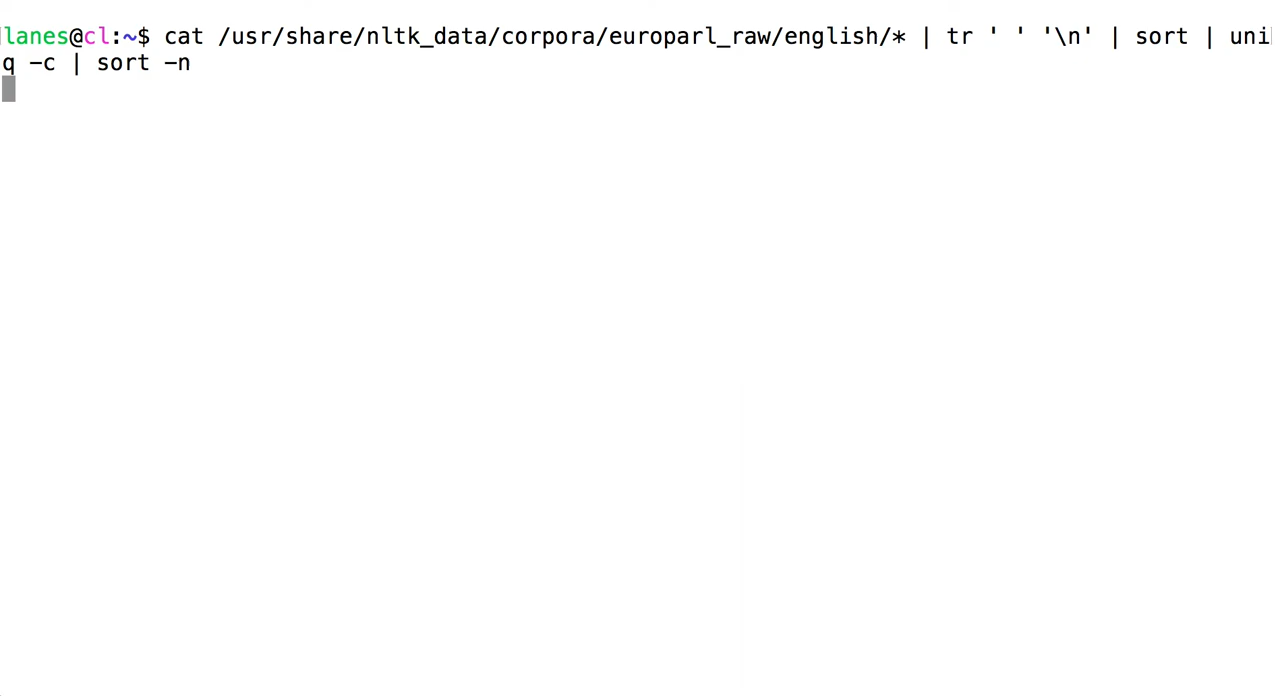 lanes@cl:~$ cat /usr/share/nltk_data/corpora/europarl_raw/english/* | tr ' ' '\n' | sort | uni
q -c | sort -n